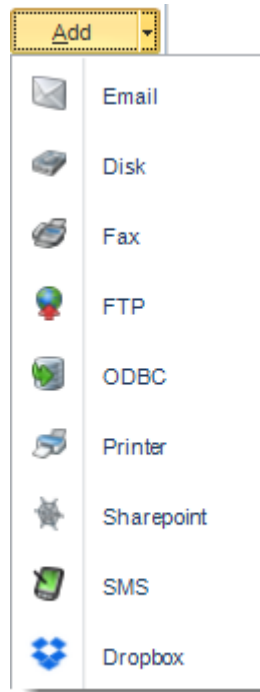 Add
Email
Disk
Fax
FTP
ODBC
Printer
Sharepoint
SMS
Dropbox